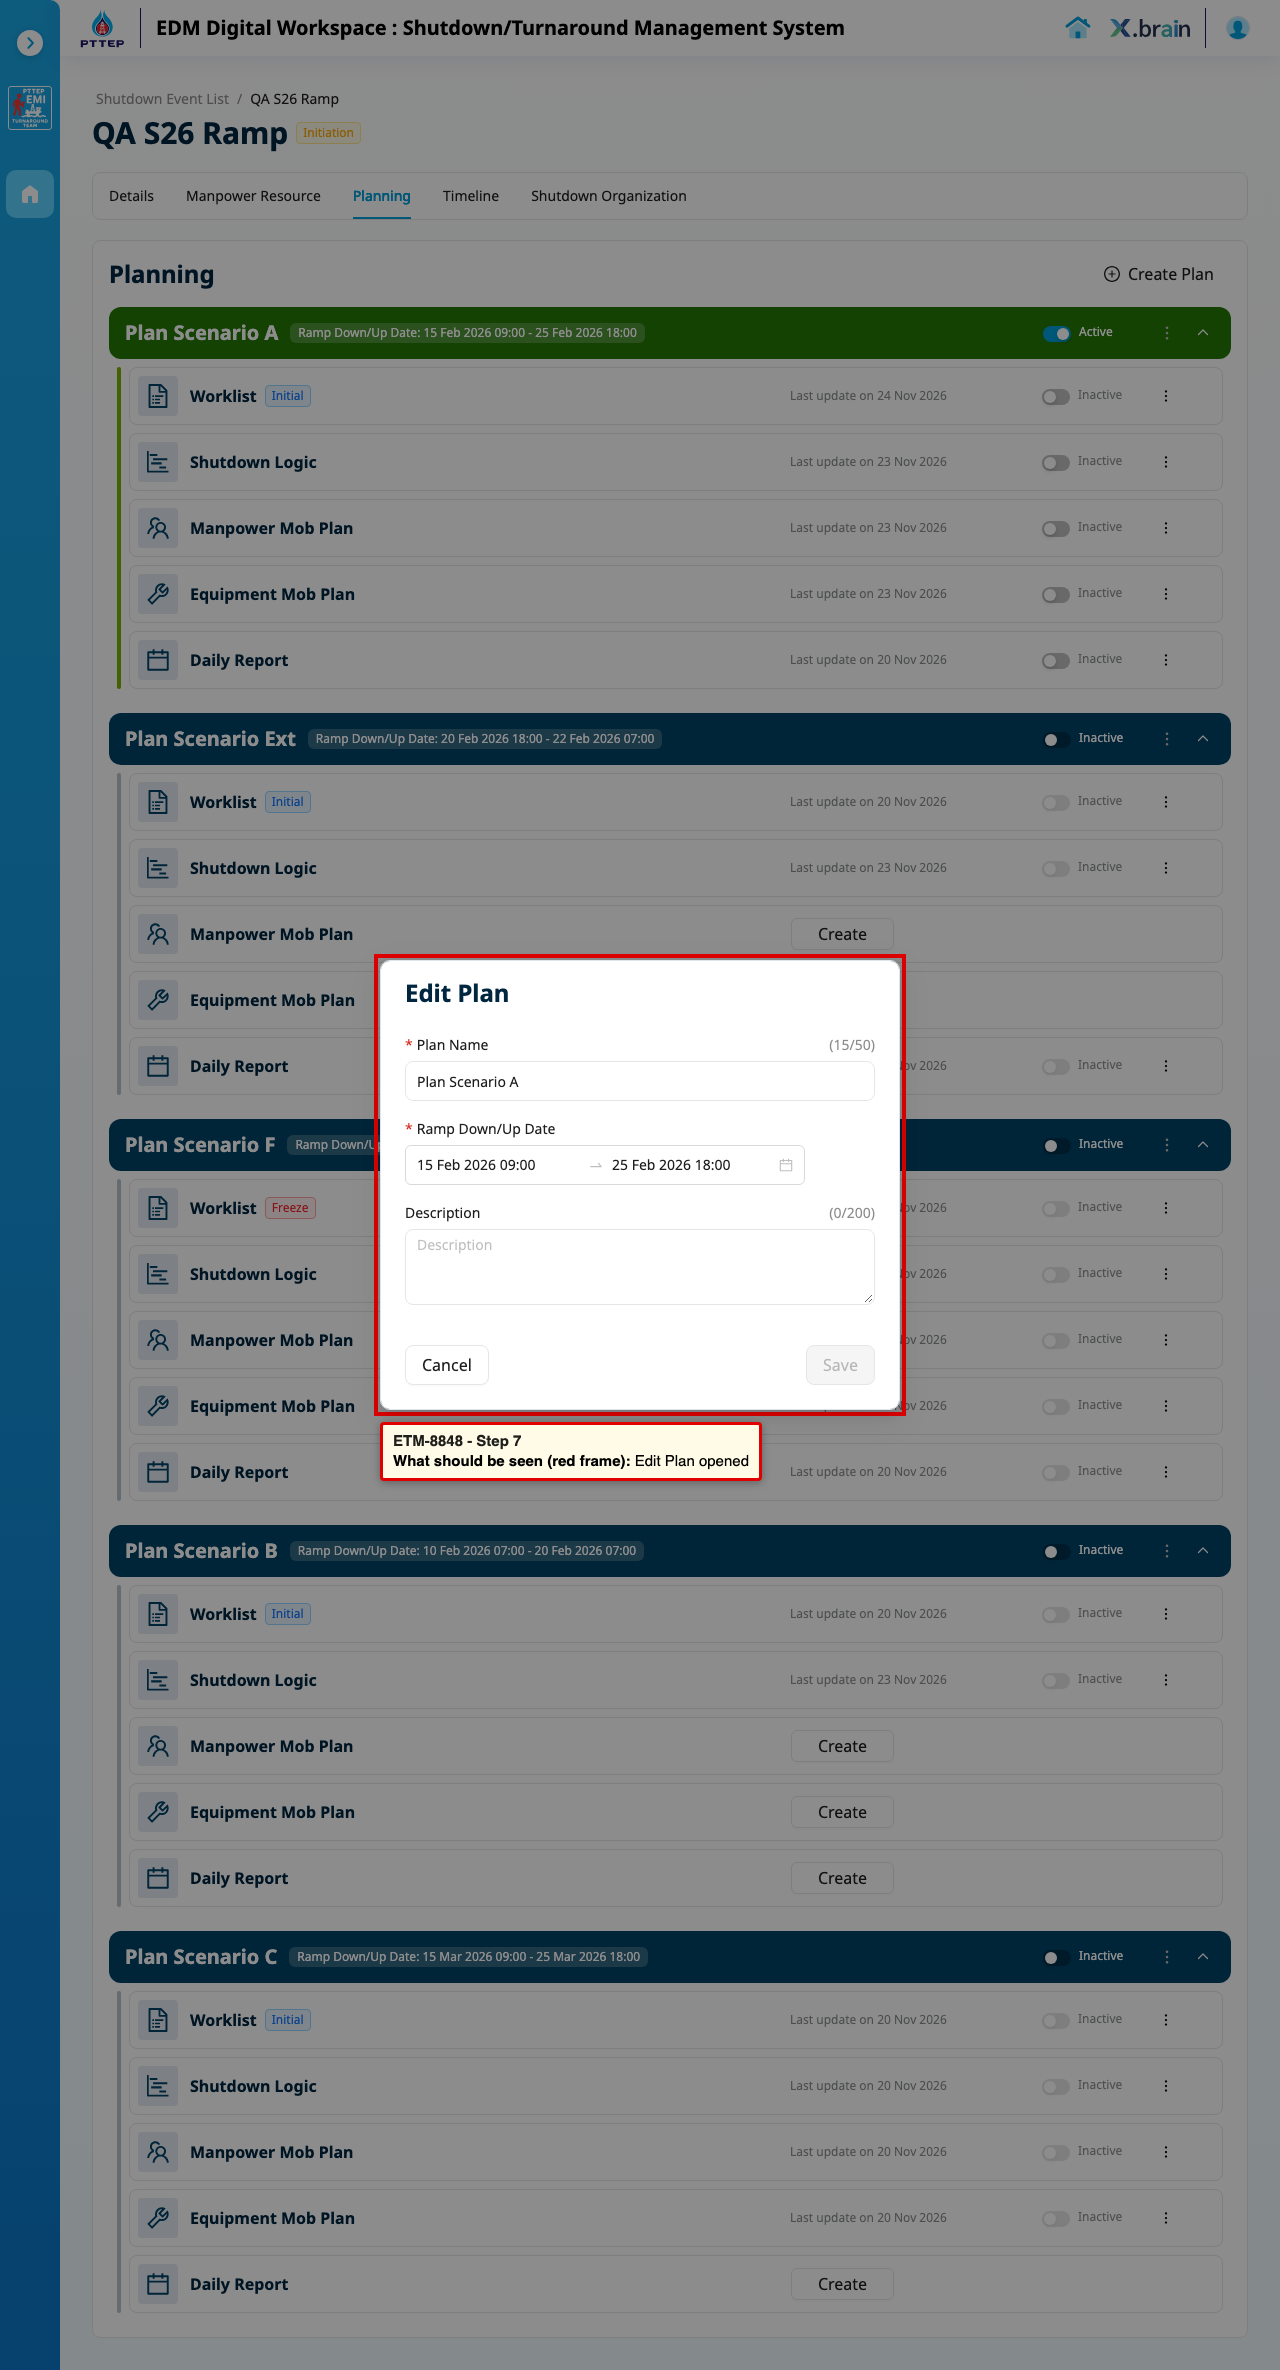 PTTEP
EDM Digital Workspace : Shutdown/Turnaround Management System
X.brain
PTTEP
EMI
TURNAROUND
TEAM
Shutdown Event List / QA S26 Ramp
QA S26 Ramp Initiation
Details Manpower Resource Planning Timeline Shutdown Organization
Planning Create Plan
Plan Scenario A Ramp Down/Up Date: 15 Feb 2026 09:00 - 25 Feb 2026 18:00 Active
Worklist Initial Last update on 24 Nov 2026 Inactive
Shutdown Logic Last update on 23 Nov 2026 Inactive
Manpower Mob Plan Last update on 23 Nov 2026 Inactive
Equipment Mob Plan Last update on 23 Nov 2026 Inactive
Daily Report Last update on 20 Nov 2026 Inactive
Plan Scenario Ext Ramp Down/Up Date: 20 Feb 2026 18:00 - 22 Feb 2026 07:00 Inactive
Worklist Initial Last update on 20 Nov 2026 Inactive
Shutdown Logic Last update on 23 Nov 2026 Inactive
Manpower Mob Plan Create
Equipment Mob Plan
Daily Report Nov 2026 Inactive
Plan Scenario F Ramp Down/U Inactive
Worklist Freeze Nov 2026 Inactive
Shutdown Logic Nov 2026 Inactive
Manpower Mob Plan Nov 2026 Inactive
Equipment Mob Plan Nov 2026 Inactive
Daily Report Last update on 20 Nov 2026 Inactive
Edit Plan
* Plan Name (15/50)
Plan Scenario A
* Ramp Down/Up Date
15 Feb 2026 09:00 → 25 Feb 2026 18:00
Description (0/200)
Description
Cancel Save
ETM-8848 - Step 7
What should be seen (red frame): Edit Plan opened
Plan Scenario B Ramp Down/Up Date: 10 Feb 2026 07:00 - 20 Feb 2026 07:00 Inactive
Worklist Initial Last update on 20 Nov 2026 Inactive
Shutdown Logic Last update on 23 Nov 2026 Inactive
Manpower Mob Plan Create
Equipment Mob Plan Create
Daily Report Create
Plan Scenario C Ramp Down/Up Date: 15 Mar 2026 09:00 - 25 Mar 2026 18:00 Inactive
Worklist Initial Last update on 20 Nov 2026 Inactive
Shutdown Logic Last update on 20 Nov 2026 Inactive
Manpower Mob Plan Last update on 20 Nov 2026 Inactive
Equipment Mob Plan Last update on 20 Nov 2026 Inactive
Daily Report Create